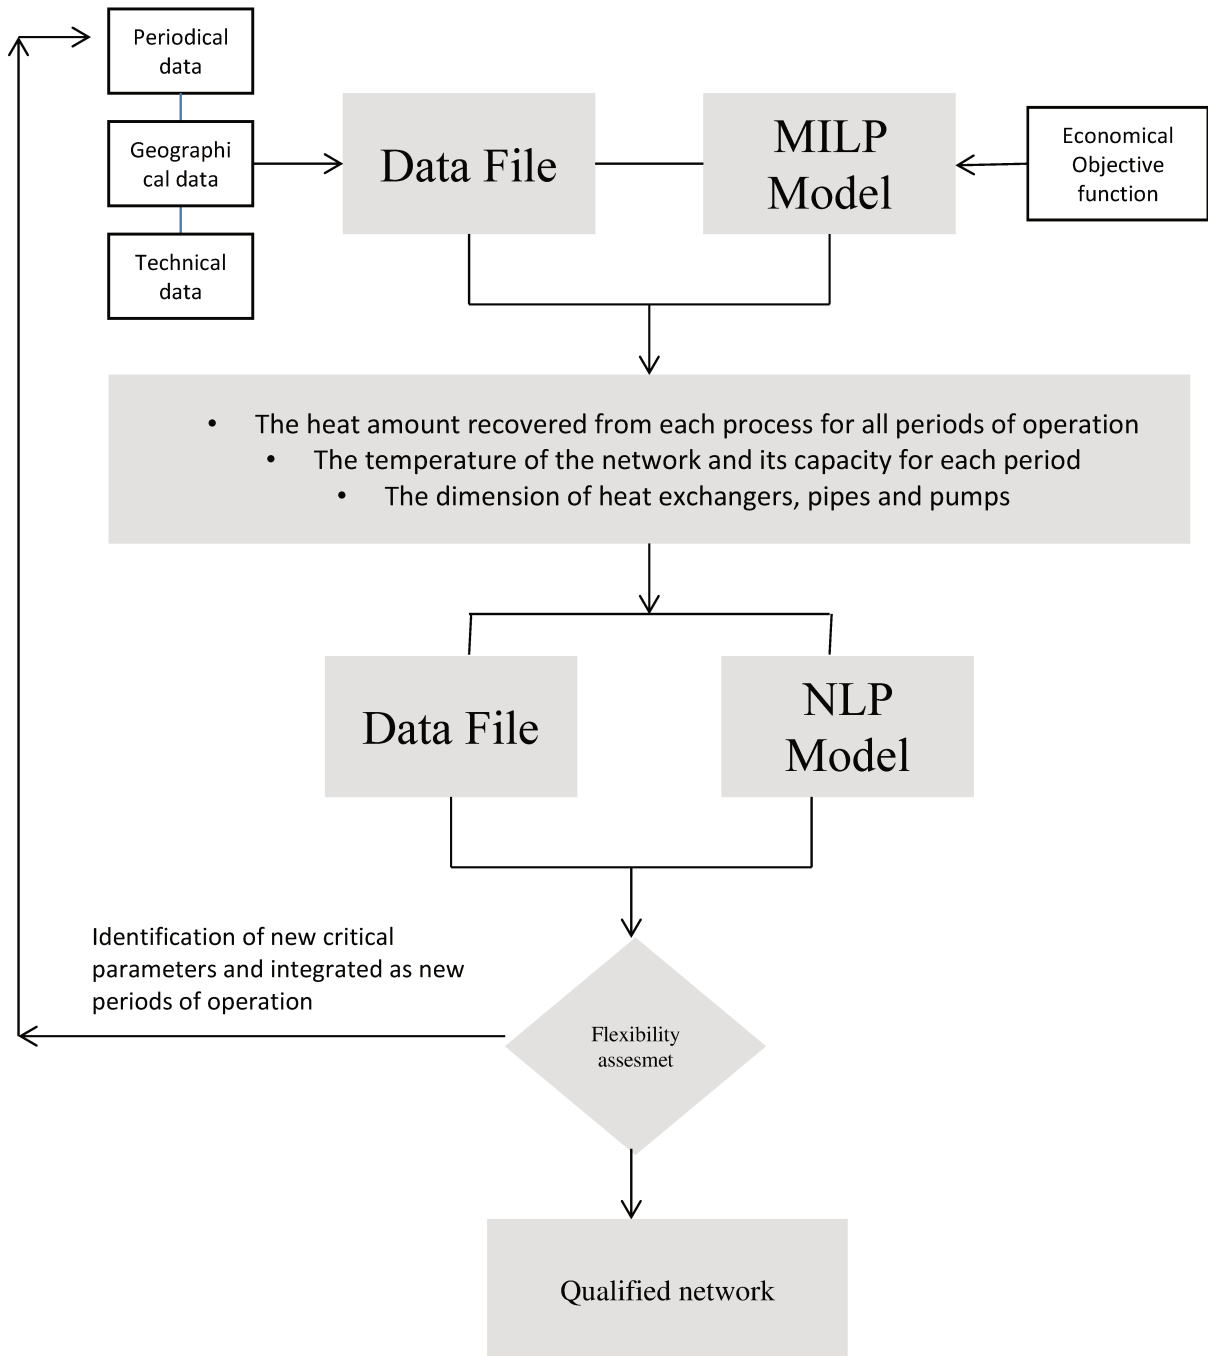 Periodical
data
Geographi
cal data
Technical
data
Data File
MILP
Model
Economical
Objective
function
• The heat amount recovered from each process for all periods of operation
• The temperature of the network and its capacity for each period
• The dimension of heat exchangers, pipes and pumps
Data File
NLP
Model
Identification of new critical
parameters and integrated as new
periods of operation
Flexibility
assesmet
Qualified network